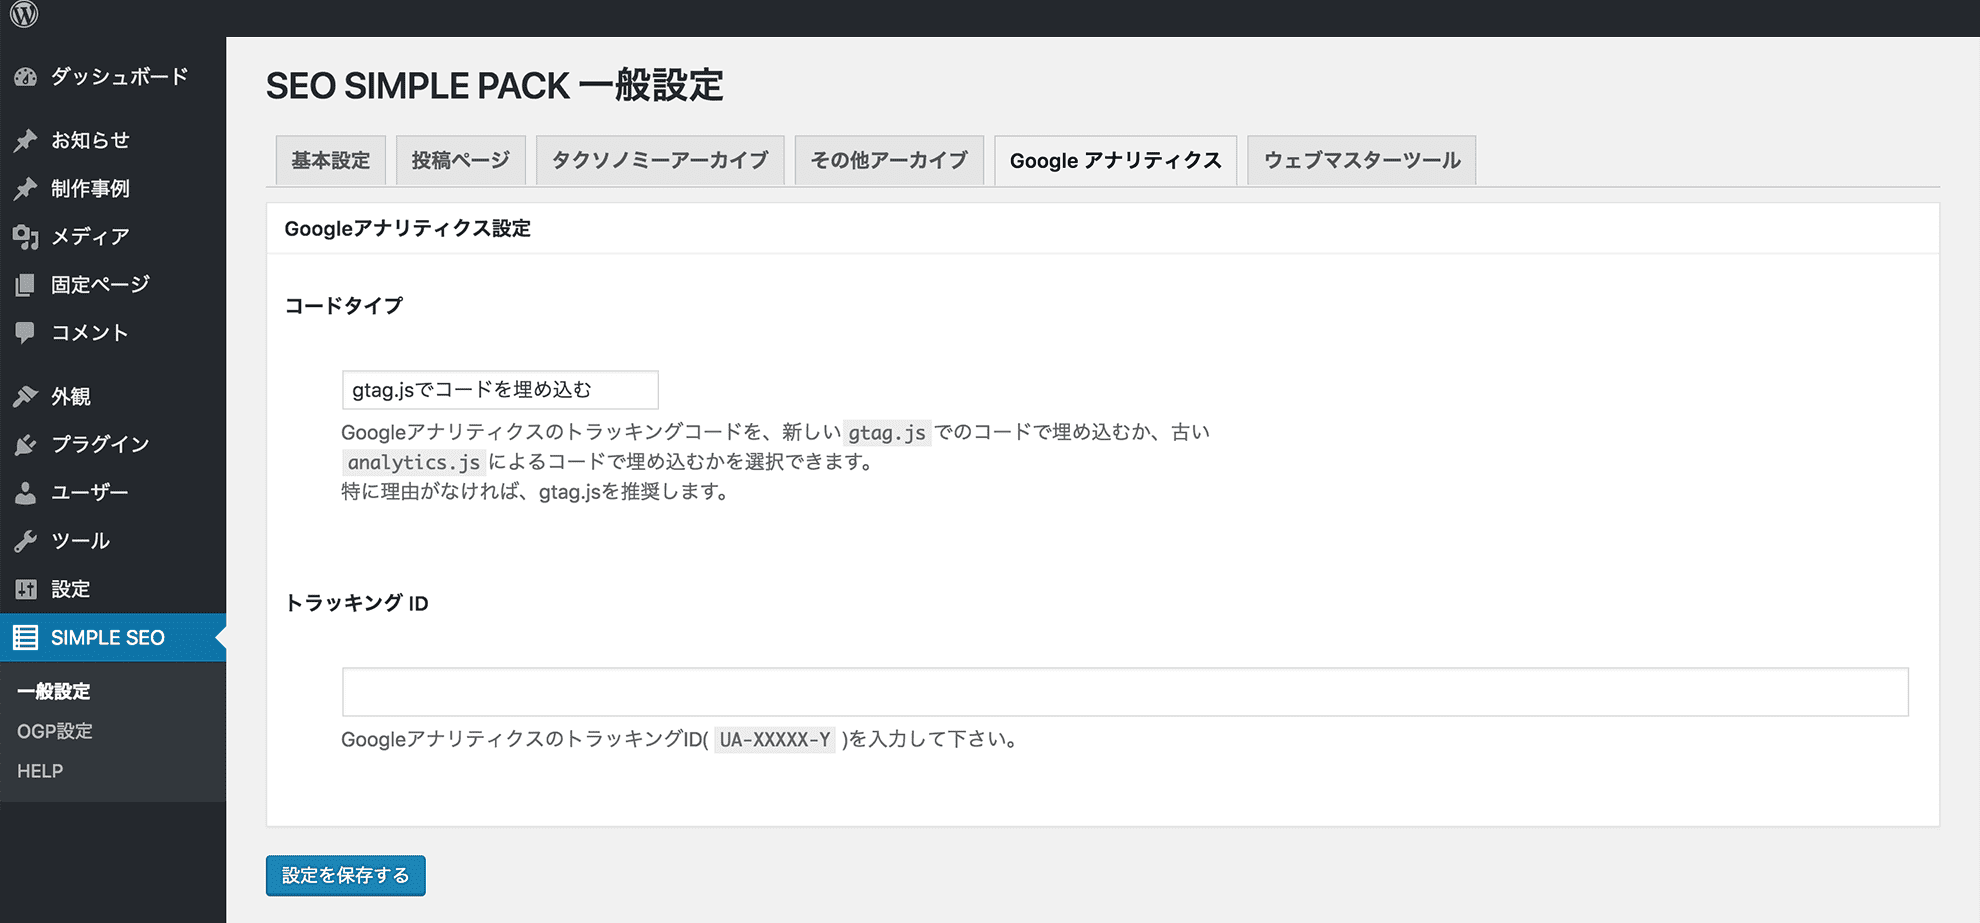 ダッシュボード
お知らせ
制作事例
メディア
固定ページ
コメント
外観
プラグイン
ユーザー
ツール
設定
SIMPLE SEO
一般設定
OGP設定
HELP
SEO SIMPLE PACK 一般設定
基本設定 投稿ページ タクソノミーアーカイブ その他アーカイブ Google アナリティクス ウェブマスターツール
Googleアナリティクス設定
コードタイプ
gtag.jsでコードを埋め込む
Googleアナリティクスのトラッキングコードを、新しい gtag.js でのコードで埋め込むか、古い
analytics.js によるコードで埋め込むかを選択できます。
特に理由がなければ、gtag.jsを推奨します。
トラッキング ID
GoogleアナリティクスのトラッキングID( UA-XXXXX-Y )を入力して下さい。
設定を保存する